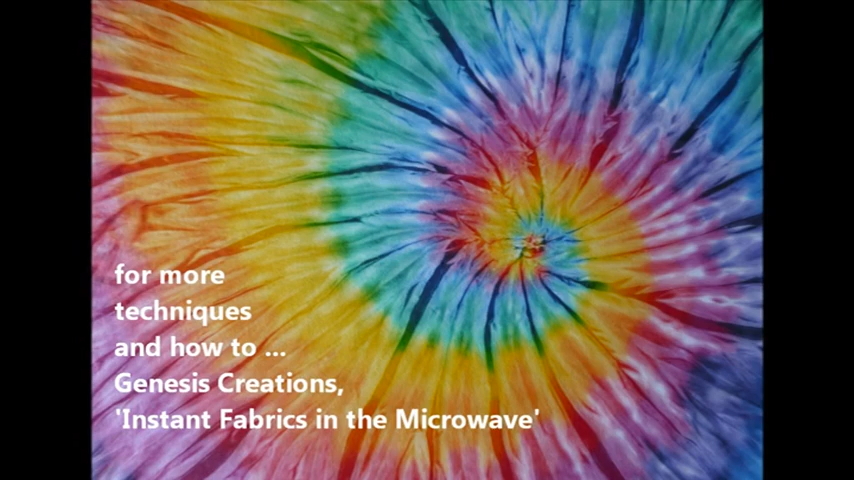 for more
techniques
and how to ...
Genesis Creations,
'Instant Fabrics in the Microwave'